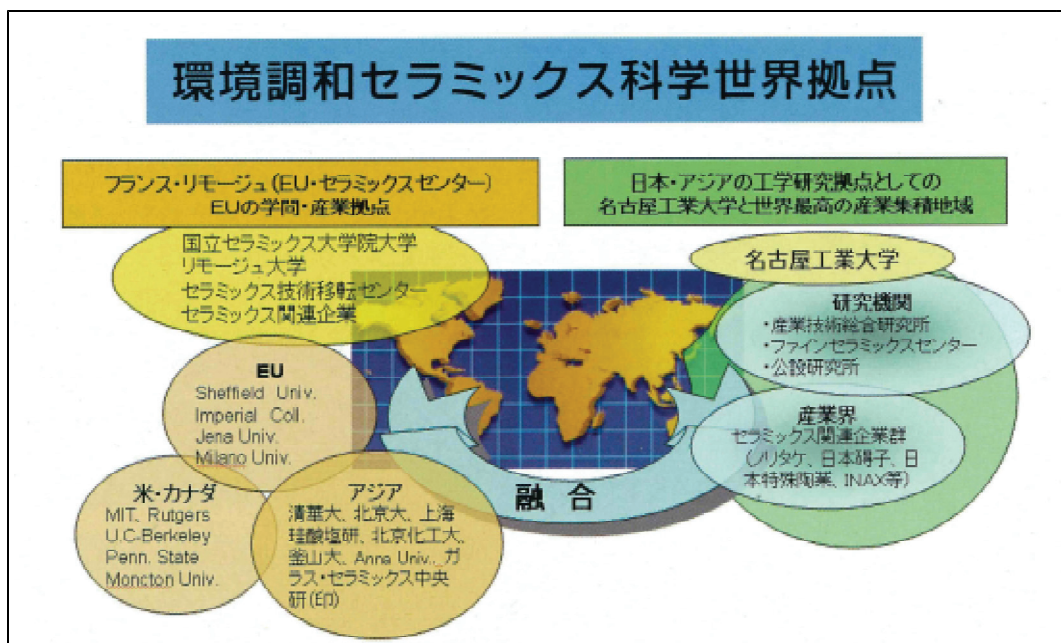 環境調和セラミックス科学世界拠点
フランス・リモージュ(EU・セラミックスセンター)
EUの学問・産業拠点
日本・アジアの工学研究拠点としての
名古屋工業大学と世界最高の産業集積地域
国立セラミックス大学院大学
リモージュ大学
セラミックス技術移転センター
セラミックス関連企業
名古屋工業大学
研究機関
・産業技術総合研究所
・ファインセラミックスセンター
・公設研究所
EU
Sheffield Univ.
Imperial Coll.
Jena Univ.
Milano Univ.
産業界
セラミックス関連企業群
(ノリタケ、日本碍子、日
本特殊陶業、INAX等)
米・カナダ
MIT, Rutgers
U.C-Berkeley
Penn. State
Moncton Univ.
アジア
清華大、北京大、上海
珪酸塩研、北京化工大、
釜山大、Anna Univ.、ガ
ラス・セラミックス中央
研(印)
融合